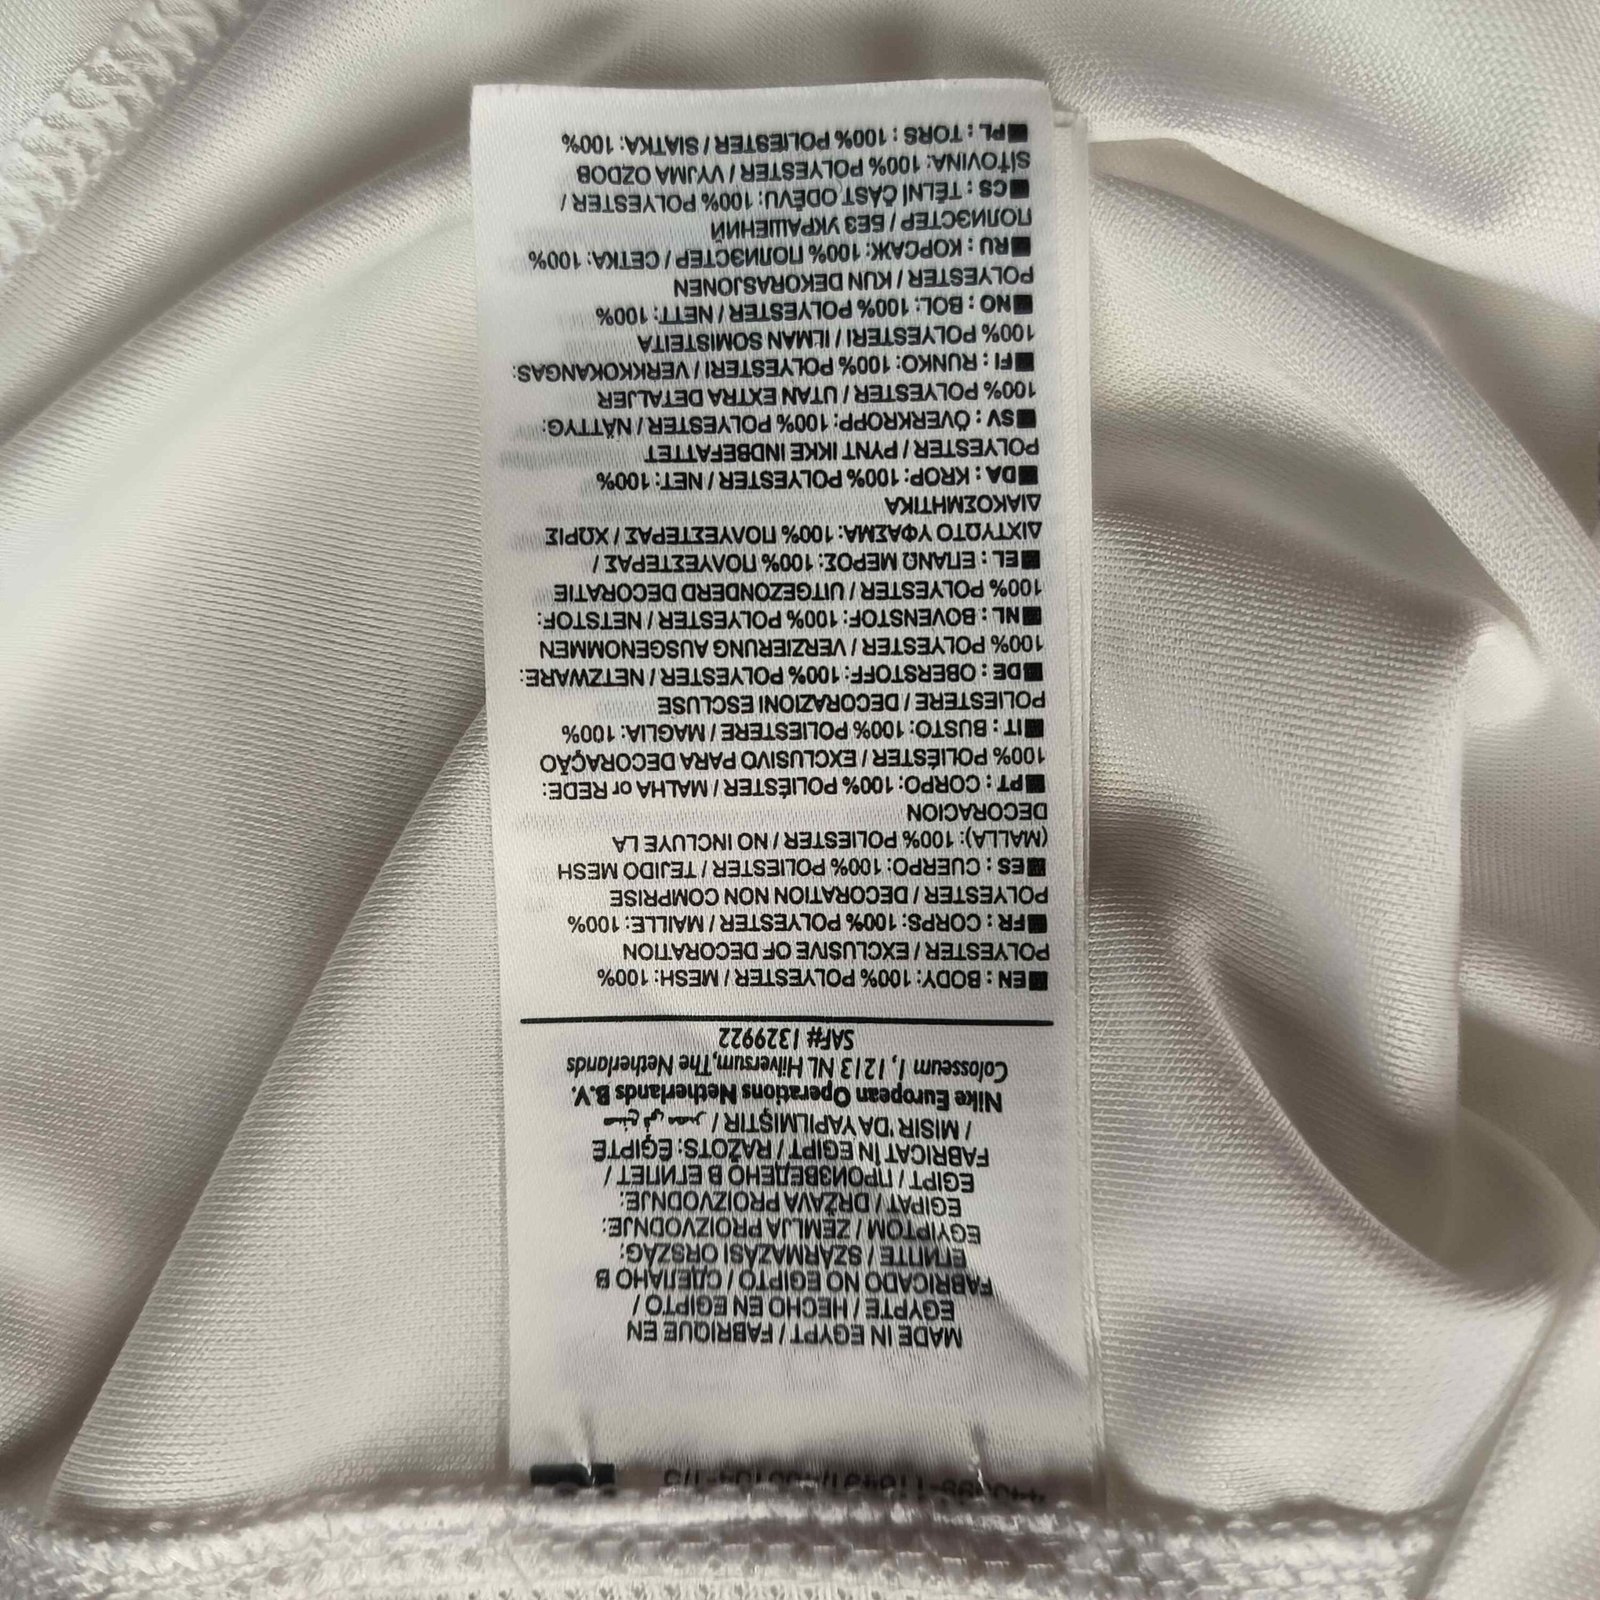 MADE IN EGYPT / FABRIQUE EN
EGYPTE / HECHO EN EGIPTO /
FABRICADO NO EGIPTO / СДЕЛАНО В
ЕГИПТЕ / SZÁRMAZÁSI ORSZÁG:
EGYIPTOM / ZEMLJA PROIZVODNJE:
EGIPAT / DRŽAVA PROIZVODNJE:
EGIPT / ПРОИЗВЕДЕНО В ЕГИПЕТ /
FABRICAT ÎN EGIPT / RAŽOTS: ĒĢIPTĒ
/ MISIR 'DA YAPILMIŞTIR / صنع في مصر
Nike European Operations Netherlands B.V.
Colosseum 1, 1213 NL Hilversum,The Netherlands
SAF# 1329922
■EN : BODY: 100% POLYESTER / MESH: 100%
POLYESTER / EXCLUSIVE OF DECORATION
■FR : CORPS: 100% POLYESTER / MAILLE: 100%
POLYESTER / DECORATION NON COMPRISE
■ES : CUERPO: 100% POLIESTER / TEJIDO MESH
(MALLA): 100% POLIESTER / NO INCLUYE LA
DECORACION
■PT : CORPO: 100% POLIÉSTER / MALHA or REDE:
100% POLIÉSTER / EXCLUSIVO PARA DECORAÇÃO
■IT : BUSTO: 100% POLIESTERE / MAGLIA: 100%
POLIESTERE / DECORAZIONI ESCLUSE
■DE : OBERSTOFF: 100% POLYESTER / NETZWARE:
100% POLYESTER / VERZIERUNG AUSGENOMMEN
■NL : BOVENSTOF: 100% POLYESTER / NETSTOF:
100% POLYESTER / UITGEZONDERD DECORATIE
■EL : ΕΠΑΝΩ ΜΕΡΟΣ: 100% ΠΟΛΥΕΣΤΕΡΑΣ /
ΔΙΧΤΥΩΤΟ ΥΦΑΣΜΑ: 100% ΠΟΛΥΕΣΤΕΡΑΣ / ΧΩΡΙΣ
ΔΙΑΚΟΣΜΗΤΙΚΑ
■DA : KROP: 100% POLYESTER / NET: 100%
POLYESTER / PYNT IKKE INDBEFATTET
■SV : ÖVERKROPP: 100% POLYESTER / NÄTTYG:
100% POLYESTER / UTAN EXTRA DETALJER
■FI : RUNKO: 100% POLYESTERI / VERKKOKANGAS:
100% POLYESTERI / ILMAN SOMISTEITA
■NO : BOL: 100% POLYESTER / NETT: 100%
POLYESTER / KUN DEKORASJONEN
■RU : КОРСАЖ: 100% ПОЛИЭСТЕР / СЕТКА: 100%
ПОЛИЭСТЕР / БЕЗ УКРАШЕНИЙ
■CS : TĚLNÍ ČÁST ODĚVU: 100% POLYESTER /
SÍŤOVINA: 100% POLYESTER / VYJMA OZDOB
■PL : TORS : 100% POLIESTER / SIATKA: 100%